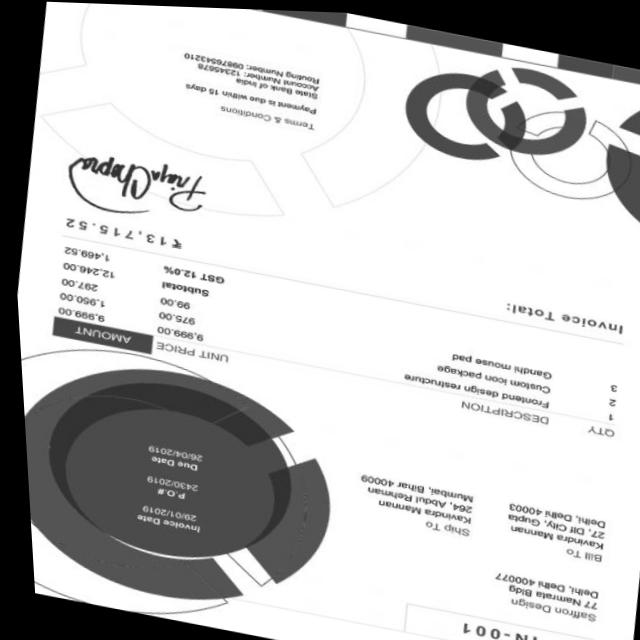 IN-001
Saffron Design
77 Namrata Bldg
Delhi, Delhi 400077
Bill To
Kavindra Mannan
27, Dlf City, Gupta
Delhi, Delhi 40003
Ship To
Kavindra Mannan
264, Abdul Rehman
Mumbai, Bihar 40009
Invoice Date
29/01/2019
P.O.#
2430/2019
Due Date
26/04/2019
QTY DESCRIPTION UNIT PRICE AMOUNT
1 Frontend design restructure 9,999.00 9,999.00
2 Custom icon package 975.00 1,950.00
3 Gandhi mouse pad 99.00 297.00
Subtotal 12,246.00
GST 12.0% 1,469.52
Invoice Total: ₹13,715.52
Priya Chopra
Terms & Conditions
Payment is due within 15 days
State Bank of India
Account Number: 12345678
Routing Number: 09876543210